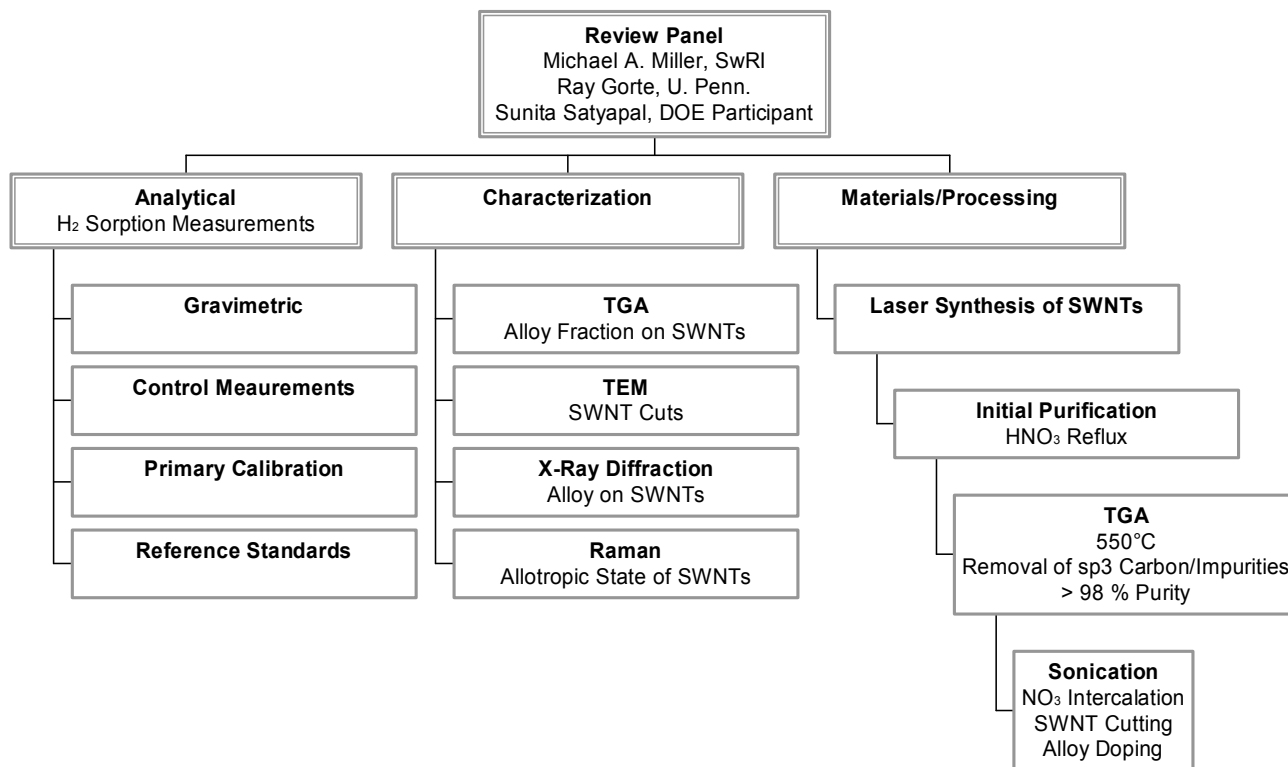 Review Panel
Michael A. Miller, SwRI
Ray Gorte, U. Penn.
Sunita Satyapal, DOE Participant
Analytical
H₂ Sorption Measurements
Characterization
Materials/Processing
Gravimetric
Control Meaurements
Primary Calibration
Reference Standards
TGA
Alloy Fraction on SWNTs
TEM
SWNT Cuts
X-Ray Diffraction
Alloy on SWNTs
Raman
Allotropic State of SWNTs
Laser Synthesis of SWNTs
Initial Purification
HNO₃ Reflux
TGA
550°C
Removal of sp3 Carbon/Impurities
> 98 % Purity
Sonication
NO₃ Intercalation
SWNT Cutting
Alloy Doping